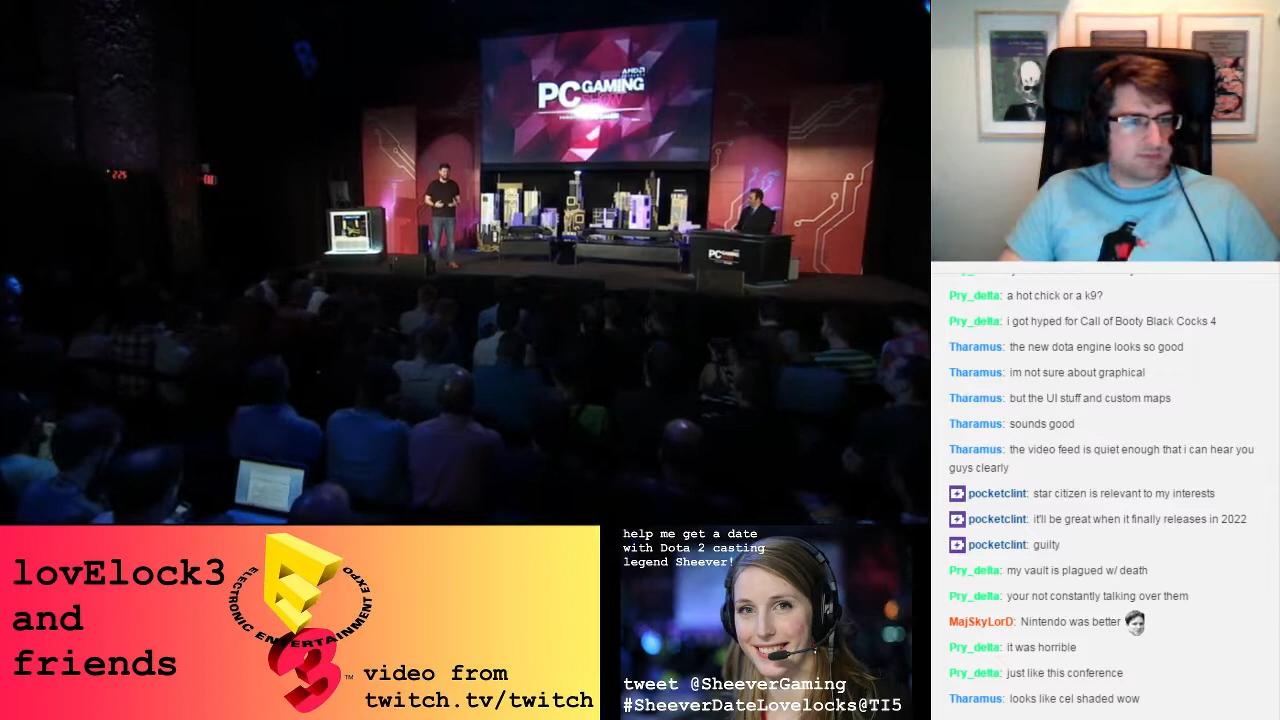 AMD
PC GAMING
SHOW
2:25
PC GAMING
Pry_delta: a hot chick or a k9?
Pry_delta: i got hyped for Call of Booty Black Cocks 4
Tharamus: the new dota engine looks so good
Tharamus: im not sure about graphical
Tharamus: but the UI stuff and custom maps
Tharamus: sounds good
Tharamus: the video feed is quiet enough that i can hear you
guys clearly
pocketclint: star citizen is relevant to my interests
pocketclint: it'll be great when it finally releases in 2022
pocketclint: guilty
Pry_delta: my vault is plagued w/ death
Pry_delta: your not constantly talking over them
MajSkyLorD: Nintendo was better
Pry_delta: it was horrible
Pry_delta: just like this conference
Tharamus: looks like cel shaded wow
lovElock3
and
friends
ELECTRONIC ENTERTAINMENT EXPO
E3
TM
video from
twitch.tv/twitch
help me get a date
with Dota 2 casting
legend Sheever!
tweet @SheeverGaming
#SheeverDateLovelocks@TI5